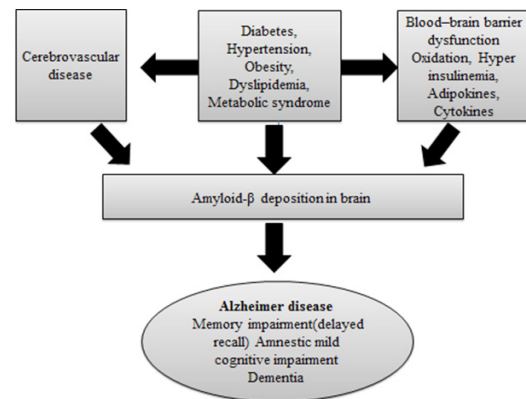 Cerebrovascular
disease
Diabetes,
Hypertension,
Obesity,
Dyslipidemia,
Metabolic syndrome
Blood–brain barrier
dysfunction
Oxidation, Hyper
insulinemia,
Adipokines,
Cytokines
Amyloid-β deposition in brain
Alzheimer disease
Memory impairment(delayed
recall) Amnestic mild
cognitive impairment
Dementia